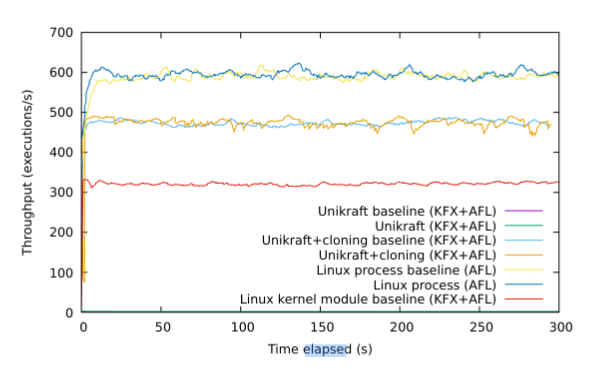 700
600
500
400
300
200
100
0
Throughput (executions/s)
Unikraft baseline (KFX+AFL)
Unikraft (KFX+AFL)
Unikraft+cloning baseline (KFX+AFL)
Unikraft+cloning (KFX+AFL)
Linux process baseline (AFL)
Linux process (AFL)
Linux kernel module baseline (KFX+AFL)
0 50 100 150 200 250 300
Time elapsed (s)